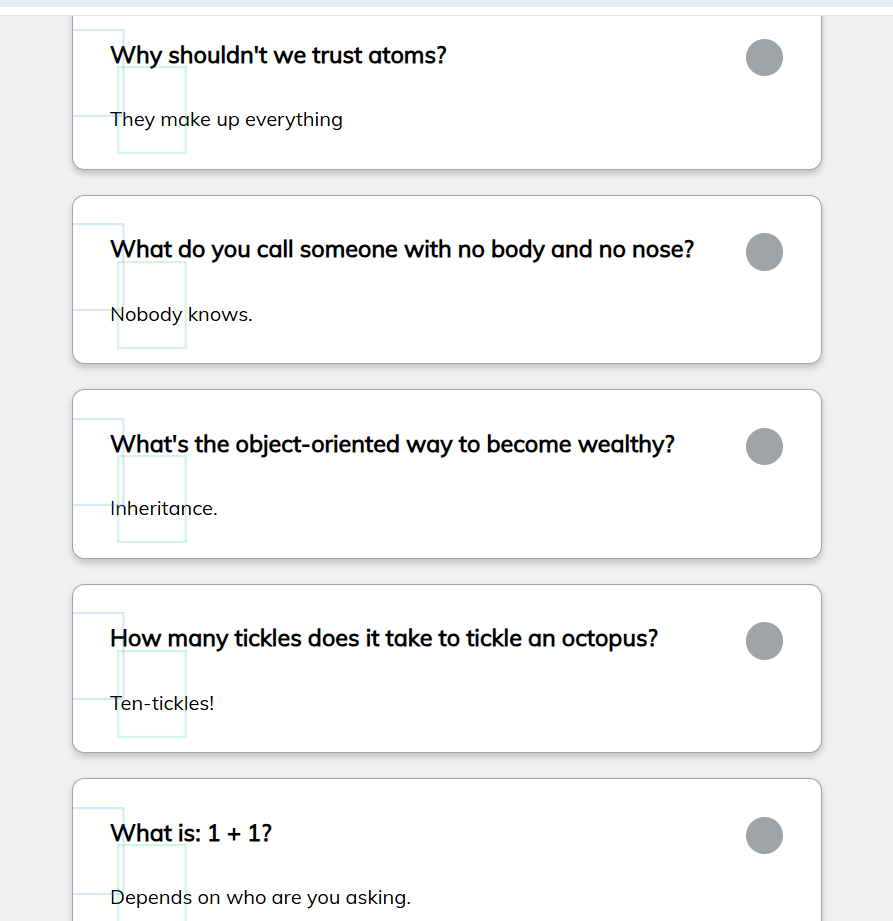 Why shouldn't we trust atoms?
They make up everything
What do you call someone with no body and no nose?
Nobody knows.
What's the object-oriented way to become wealthy?
Inheritance.
How many tickles does it take to tickle an octopus?
Ten-tickles!
What is: 1 + 1?
Depends on who are you asking.